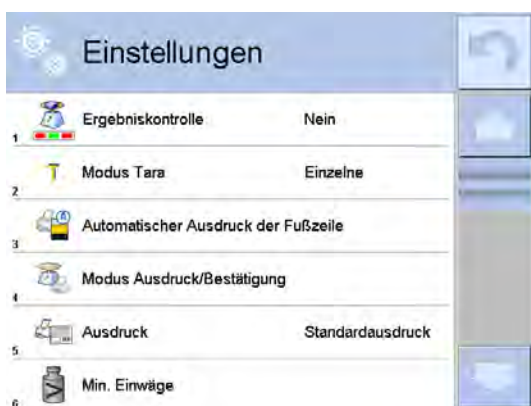 Einstellungen
1 Ergebniskontrolle Nein
2 T Modus Tara Einzelne
3 Automatischer Ausdruck der Fußzeile
4 Modus Ausdruck/Bestätigung
5 Ausdruck Standardausdruck
6 Min. Einwäge